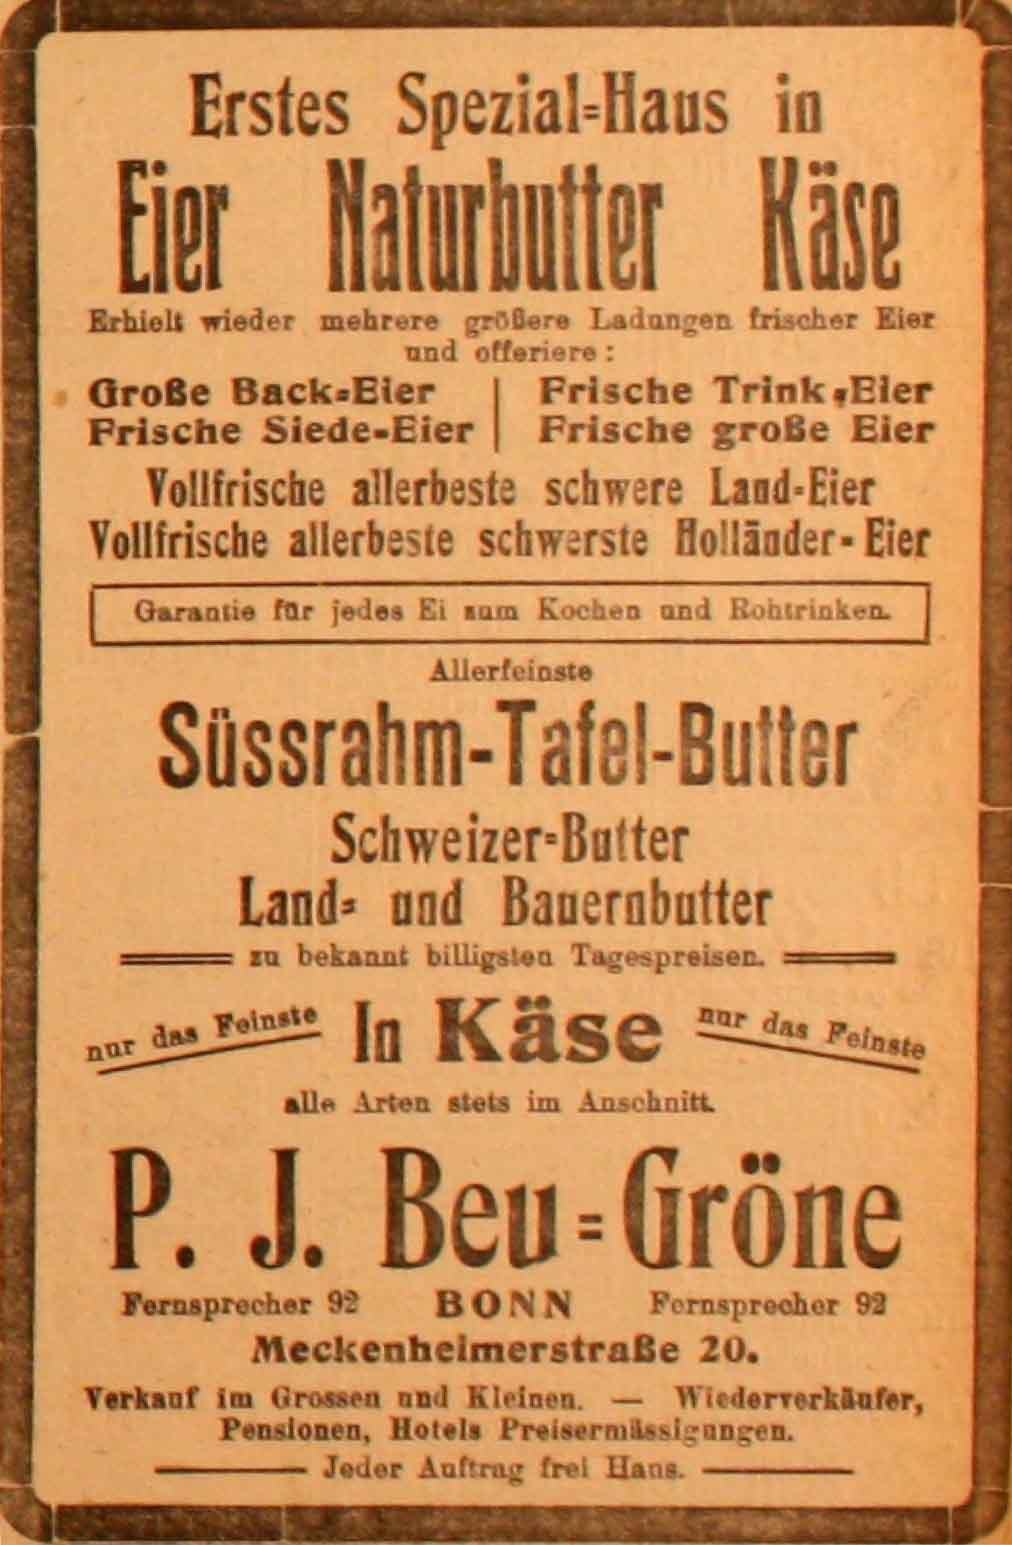 Erstes Spezial=Haus in
Eier Naturbutter Käse
Erhielt wieder mehrere größere Ladungen frischer Eier
und offeriere:
Große Back=Eier | Frische Trink=Eier
Frische Siede=Eier | Frische große Eier
Vollfrische allerbeste schwere Land=Eier
Vollfrische allerbeste schwerste Holländer=Eier
Garantie für jedes Ei zum Kochen und Rohtrinken.
Allerfeinste
Süssrahm-Tafel-Butter
Schweizer=Butter
Land= und Bauernbutter
zu bekannt billigsten Tagespreisen.
nur das Feinste In Käse nur das Feinste
alle Arten stets im Anschnitt.
P. J. Beu=Gröne
Fernsprecher 92 BONN Fernsprecher 92
Meckenheimerstraße 20.
Verkauf im Grossen und Kleinen. — Wiederverkäufer,
Pensionen, Hotels Preisermässigungen.
Jeder Auftrag frei Haus.